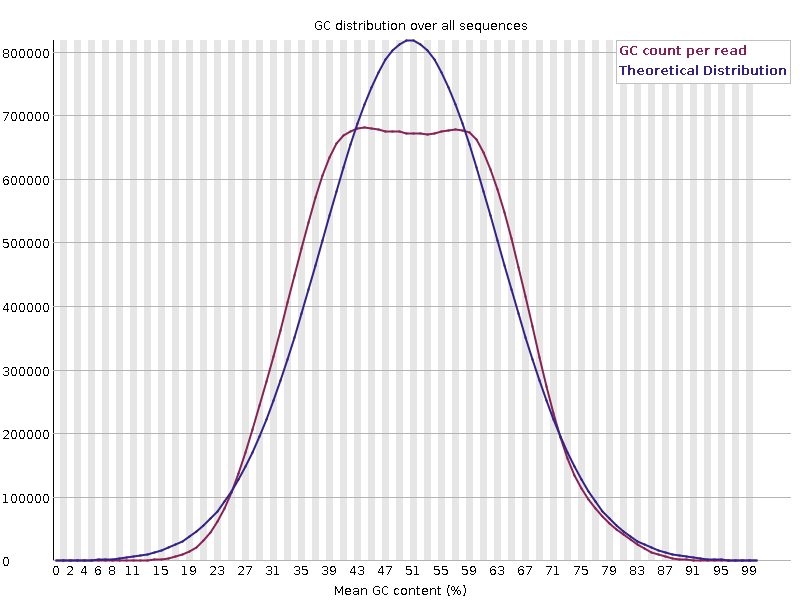 GC distribution over all sequences
GC count per read
Theoretical Distribution
800000
700000
600000
500000
400000
300000
200000
100000
0
0 2 4 6 8 11 15 19 23 27 31 35 39 43 47 51 55 59 63 67 71 75 79 83 87 91 95 99
Mean GC content (%)